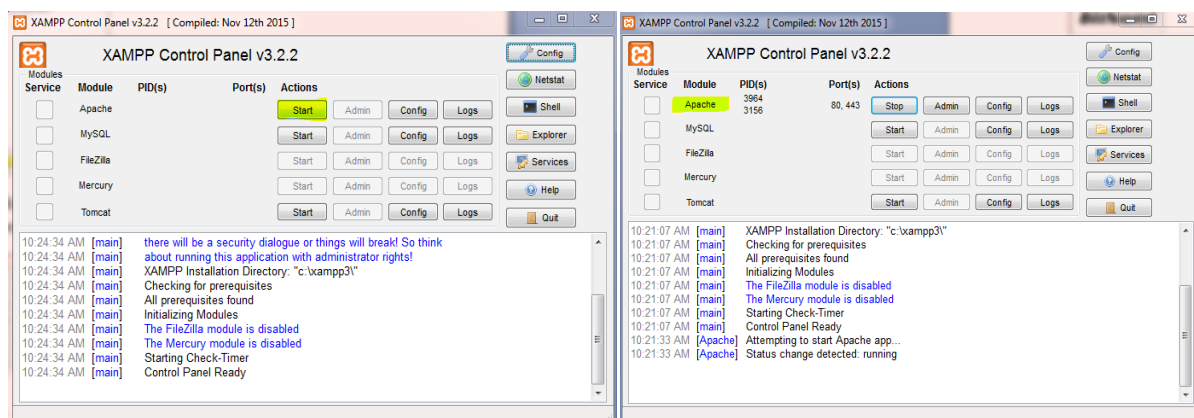 XAMPP Control Panel v3.2.2 [ Compiled: Nov 12th 2015 ]
XAMPP Control Panel v3.2.2
Modules
Service Module PID(s) Port(s) Actions
Apache Start Admin Config Logs
MySQL Start Admin Config Logs
FileZilla Start Admin Config Logs
Mercury Start Admin Config Logs
Tomcat Start Admin Config Logs
Config
Netstat
Shell
Explorer
Services
Help
Quit
10:24:34 AM [main] there will be a security dialogue or things will break! So think
10:24:34 AM [main] about running this application with administrator rights!
10:24:34 AM [main] XAMPP Installation Directory: "c:\xampp3\"
10:24:34 AM [main] Checking for prerequisites
10:24:34 AM [main] All prerequisites found
10:24:34 AM [main] Initializing Modules
10:24:34 AM [main] The FileZilla module is disabled
10:24:34 AM [main] The Mercury module is disabled
10:24:34 AM [main] Starting Check-Timer
10:24:34 AM [main] Control Panel Ready
XAMPP Control Panel v3.2.2 [ Compiled: Nov 12th 2015 ]
XAMPP Control Panel v3.2.2
Modules
Service Module PID(s) Port(s) Actions
Apache 3964 3156 80, 443 Stop Admin Config Logs
MySQL Start Admin Config Logs
FileZilla Start Admin Config Logs
Mercury Start Admin Config Logs
Tomcat Start Admin Config Logs
Config
Netstat
Shell
Explorer
Services
Help
Quit
10:21:07 AM [main] XAMPP Installation Directory: "c:\xampp3\"
10:21:07 AM [main] Checking for prerequisites
10:21:07 AM [main] All prerequisites found
10:21:07 AM [main] Initializing Modules
10:21:07 AM [main] The FileZilla module is disabled
10:21:07 AM [main] The Mercury module is disabled
10:21:07 AM [main] Starting Check-Timer
10:21:07 AM [main] Control Panel Ready
10:21:33 AM [Apache] Attempting to start Apache app...
10:21:33 AM [Apache] Status change detected: running